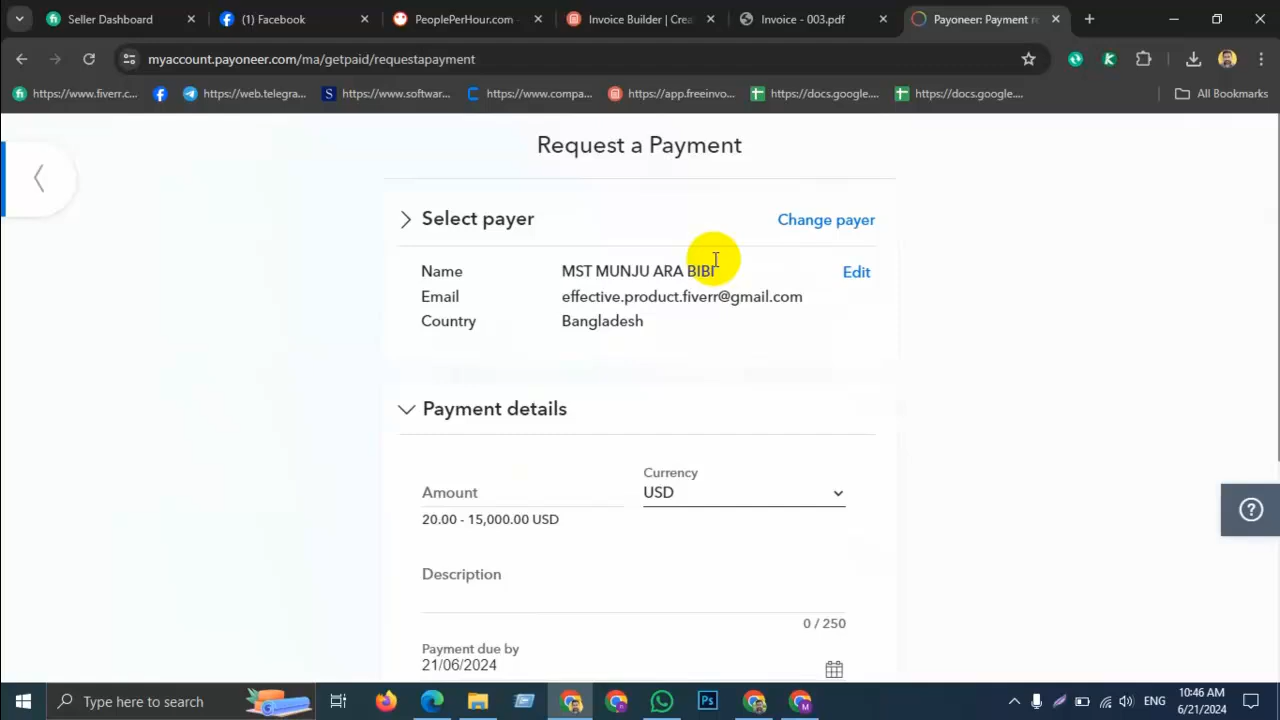 Seller Dashboard
(1) Facebook
PeoplePerHour.com -
Invoice Builder | Crea
Invoice - 003.pdf
Payoneer: Payment re
myaccount.payoneer.com/ma/getpaid/requestapayment
https://www.fiverr.c...
https://web.telegra...
https://www.softwar...
https://www.compa...
https://app.freeinvo...
https://docs.google....
https://docs.google....
All Bookmarks
Request a Payment
Select payer
Change payer
Name
MST MUNJU ARA BIBI
Edit
Email
effective.product.fiverr@gmail.com
Country
Bangladesh
Payment details
Currency
Amount
USD
20.00 - 15,000.00 USD
Description
0 / 250
Payment due by
21/06/2024
Type here to search
Ps
ENG
10:46 AM
6/21/2024